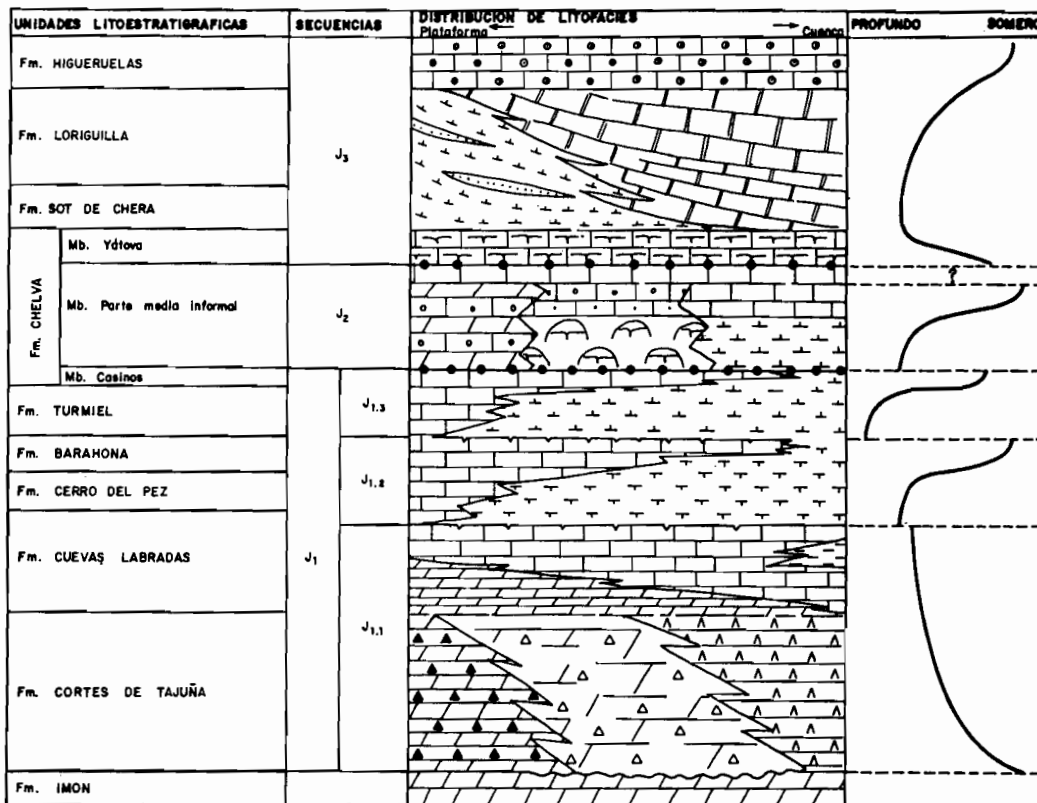 UNIDADES LITOESTRATIGRAFICAS
SECUENCIAS
DISTRIBUCION DE LITOFACIES
Plataforma
Cuenca
PROFUNDO
SOMERO
Fm. HIGUERUELAS
Fm. LORIGUILLA
J3
Fm. SOT DE CHERA
Fm. CHELVA
Mb. Yátova
?
Mb. Parte media informal
J2
Mb. Casinos
Fm. TURMIEL
J1.3
Fm. BARAHONA
J1.2
Fm. CERRO DEL PEZ
Fm. CUEVAS LABRADAS
J1
J1.1
Fm. CORTES DE TAJUÑA
Fm. IMON